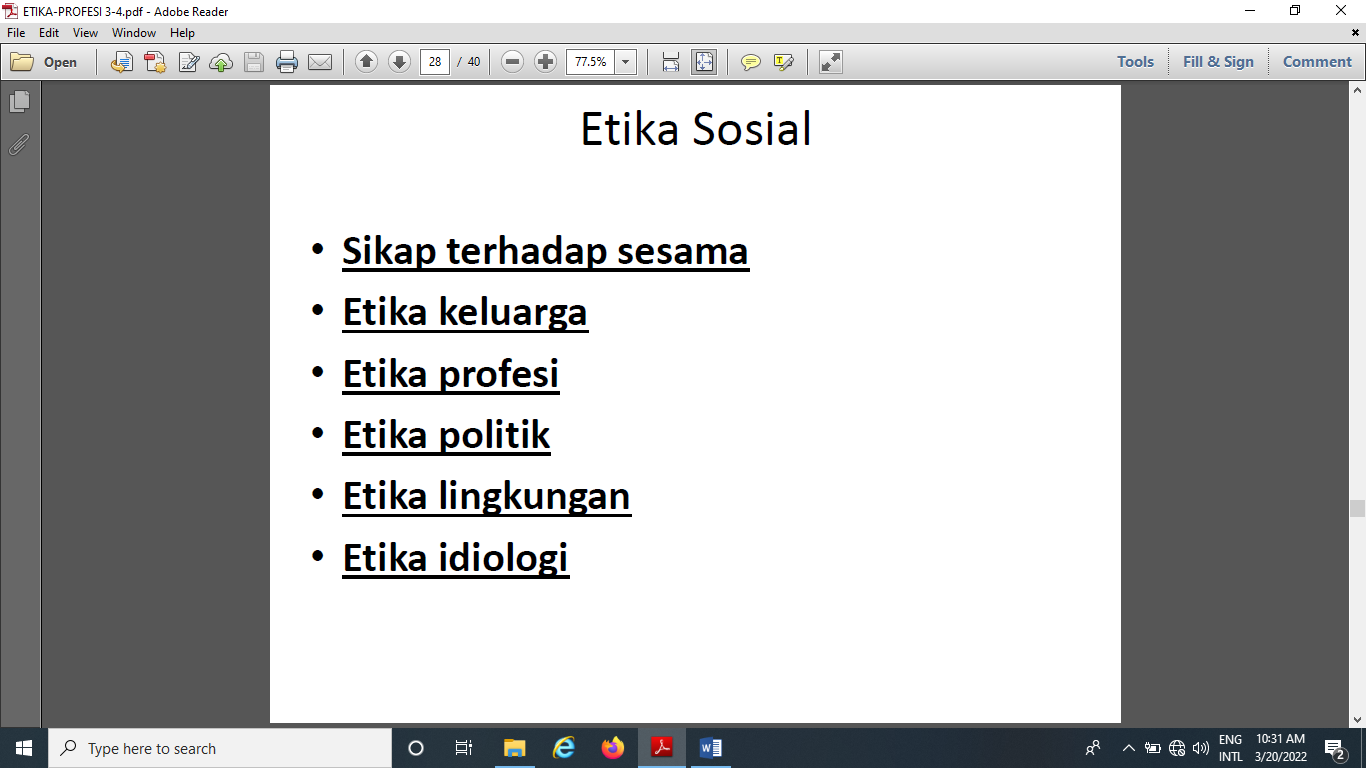 ETIKA-PROFESI 3-4.pdf - Adobe Reader
File Edit View Window Help
Open 28 / 40 77.5% Tools Fill & Sign Comment
Etika Sosial
• Sikap terhadap sesama
• Etika keluarga
• Etika profesi
• Etika politik
• Etika lingkungan
• Etika idiologi
Type here to search
ENG 10:31 AM
INTL 3/20/2022
2